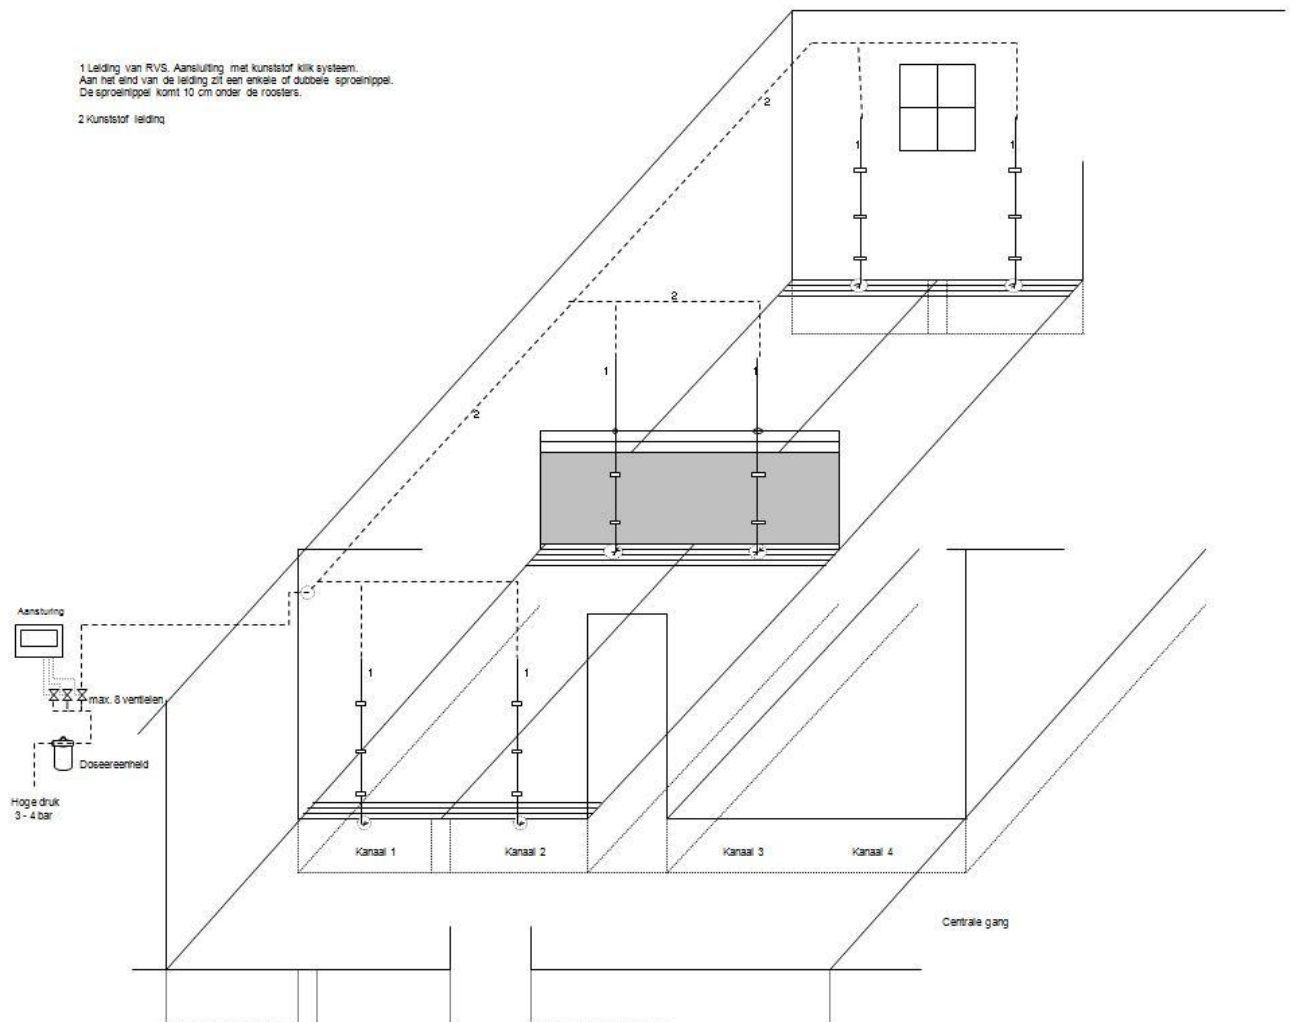 1 Leiding van RVS. Aansluiting met kunststof klik systeem.
Aan het eind van de leiding zit een enkele of dubbele sproeinippel.
De sproeinippel komt 10 cm onder de roosters.
2 Kunststof leiding
2
1
1
2
1
1
2
Aansturing
max. 8 ventielen
1
1
Doseereenheid
Hoge druk
3 - 4 bar
Kanaal 1
Kanaal 2
Kanaal 3
Kanaal 4
Centrale gang